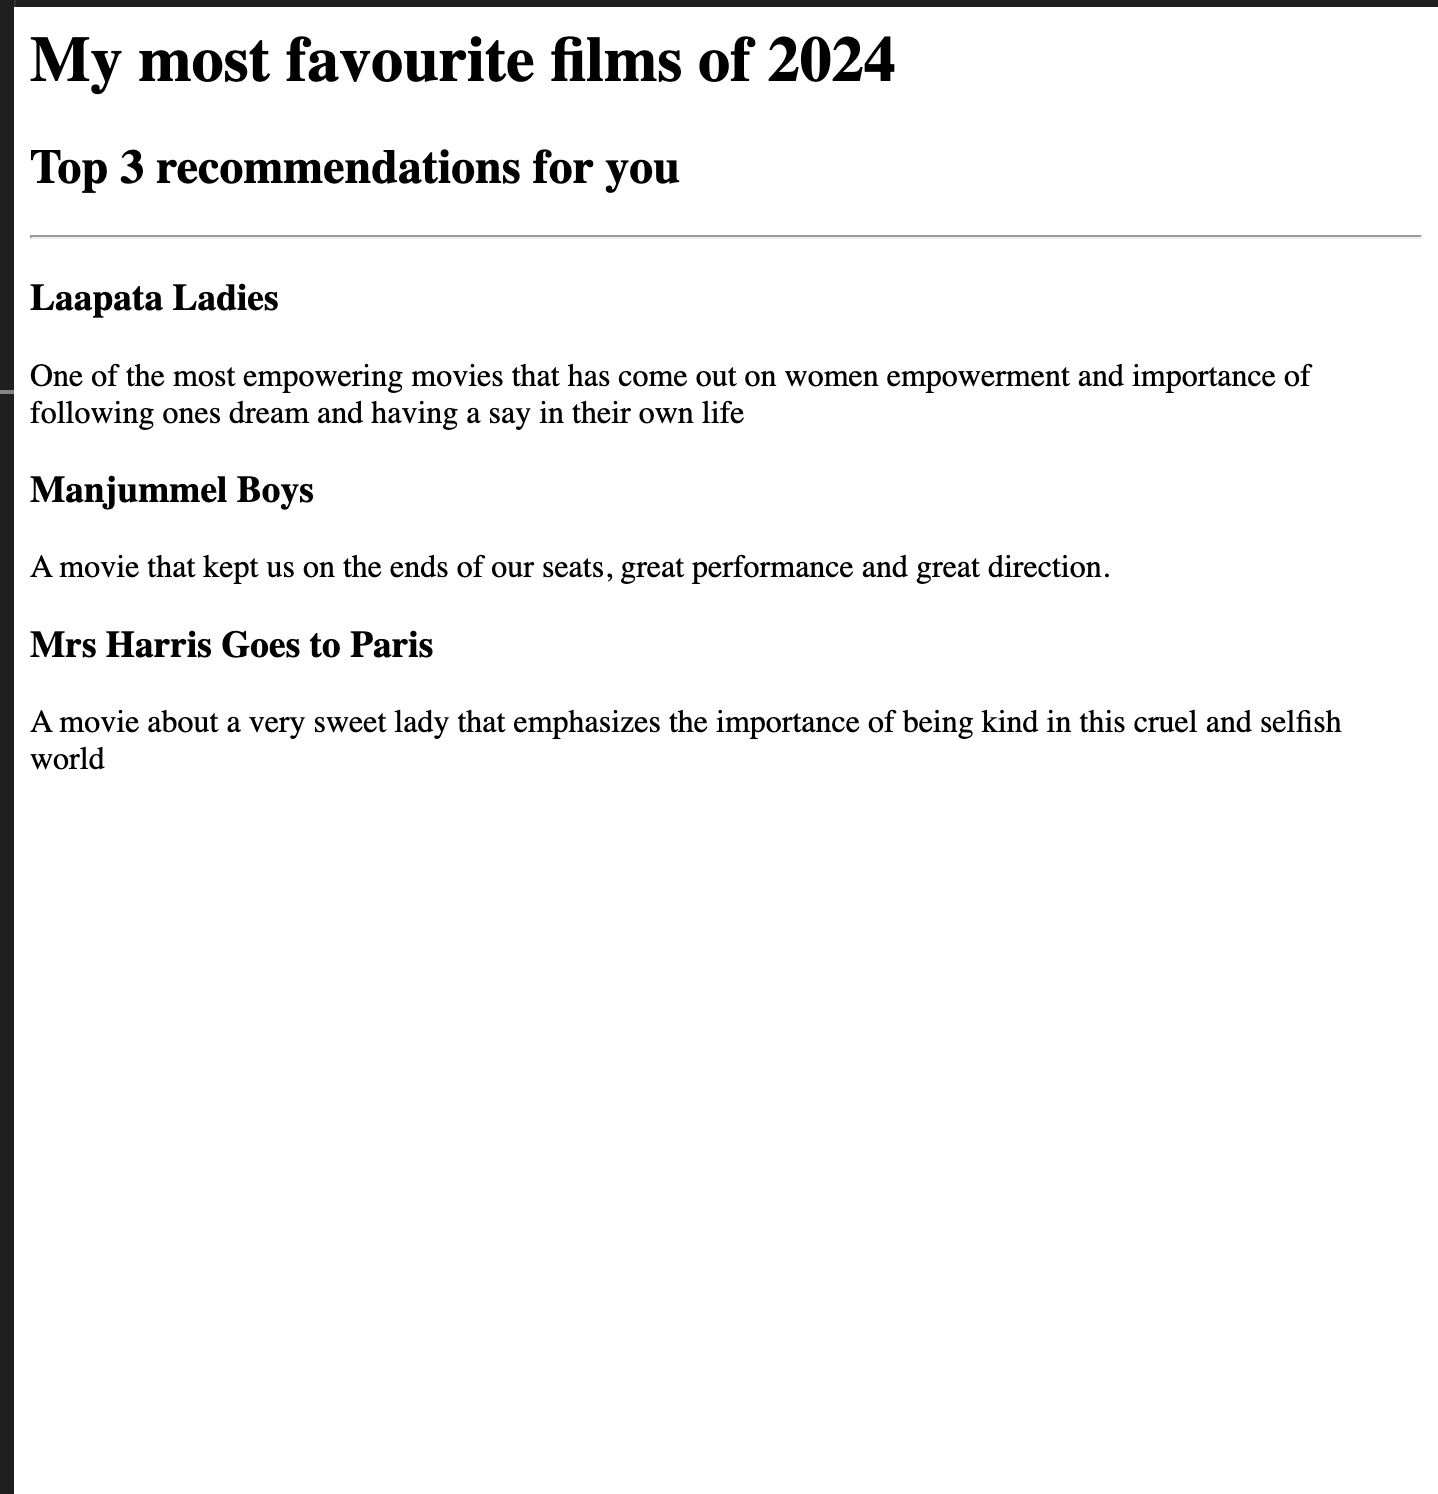 My most favourite films of 2024
Top 3 recommendations for you
Laapata Ladies
One of the most empowering movies that has come out on women empowerment and importance of
following ones dream and having a say in their own life
Manjummel Boys
A movie that kept us on the ends of our seats, great performance and great direction.
Mrs Harris Goes to Paris
A movie about a very sweet lady that emphasizes the importance of being kind in this cruel and selfish
world